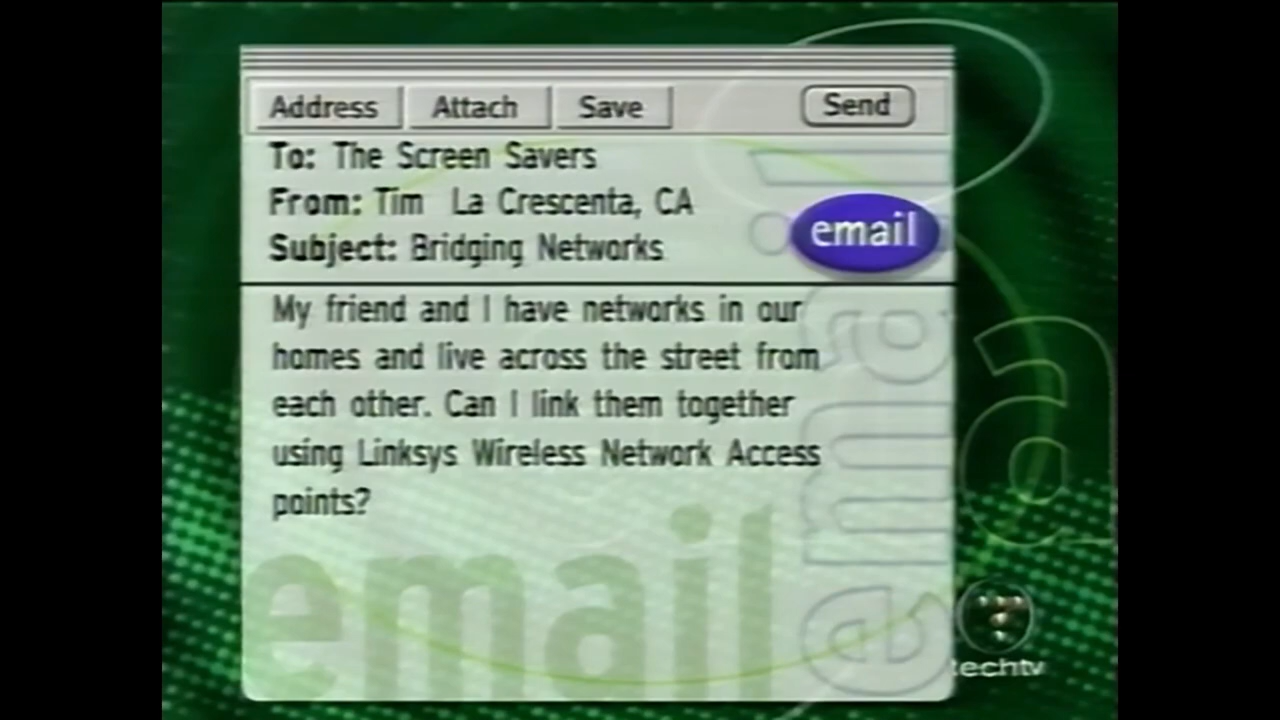 Address Attach Save Send
To: The Screen Savers
From: Tim La Crescenta, CA
Subject: Bridging Networks
email
My friend and I have networks in our
homes and live across the street from
each other. Can I link them together
using Linksys Wireless Network Access
points?
email
email
techtv